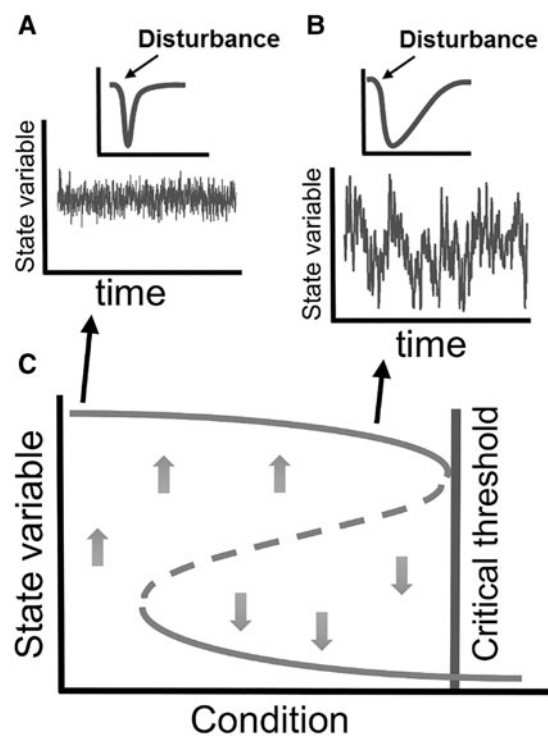 A
Disturbance
State variable
time
B
Disturbance
State variable
time
C
State variable
Condition
Critical threshold